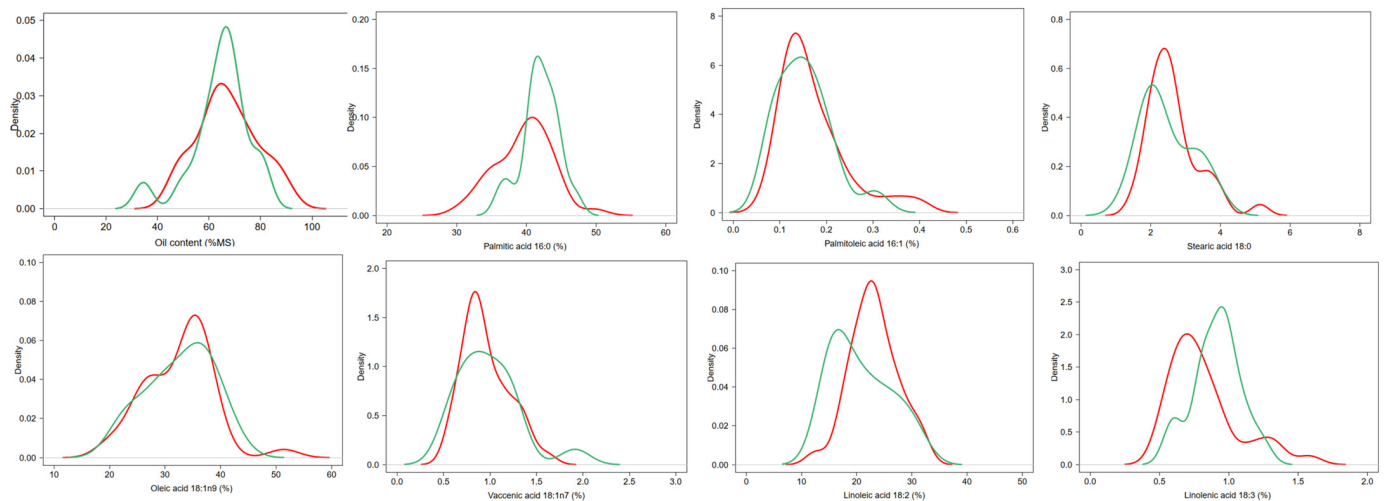 0.05
0.04
0.03
0.02
0.01
0.00
Density
0 20 40 60 80 100
Oil content (%MS)
0.20
0.15
0.10
0.05
0.00
Density
20 30 40 50 60
Palmitic acid 16:0 (%)
8
6
4
2
0
Density
0.0 0.1 0.2 0.3 0.4 0.5 0.6
Palmitoleic acid 16:1 (%)
0.8
0.6
0.4
0.2
0.0
Density
0 2 4 6 8
Stearic acid 18:0
0.10
0.08
0.06
0.04
0.02
0.00
Density
10 20 30 40 50 60
Oleic acid 18:1n9 (%)
2.0
1.5
1.0
0.5
0.0
Density
0.0 0.5 1.0 1.5 2.0 2.5 3.0
Vaccenic acid 18:1n7 (%)
0.10
0.08
0.06
0.04
0.02
0.00
Density
0 10 20 30 40 50
Linoleic acid 18:2 (%)
3.0
2.5
2.0
1.5
1.0
0.5
0.0
Density
0.0 0.5 1.0 1.5 2.0
Linolenic acid 18:3 (%)